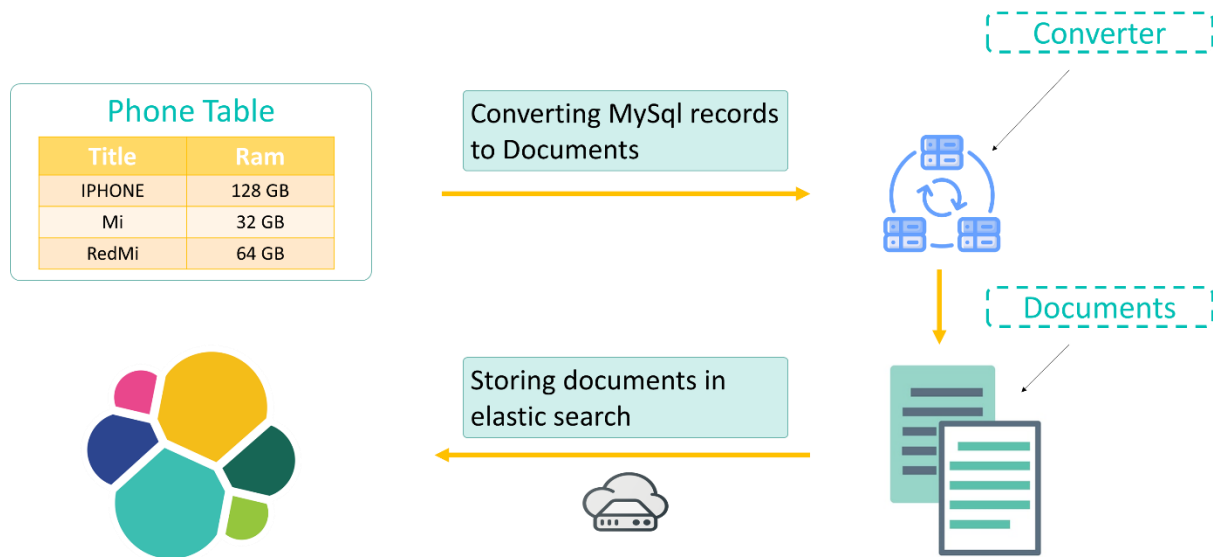 Converter
Phone Table
Title Ram
IPHONE 128 GB
Mi 32 GB
RedMi 64 GB
Converting MySql records
to Documents
Documents
Storing documents in
elastic search